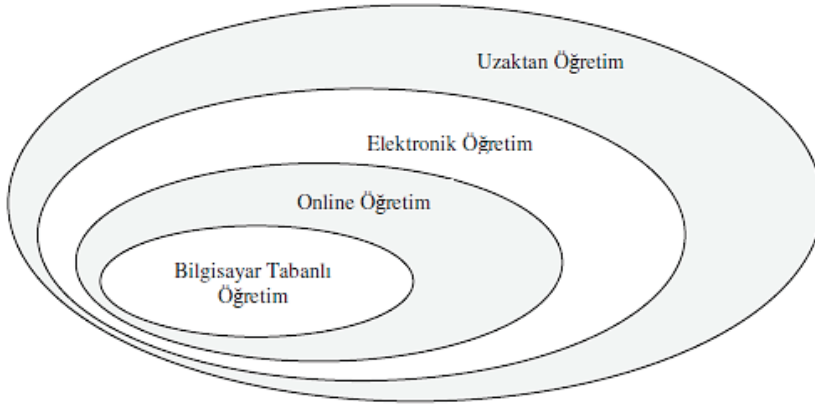 Uzaktan Öğretim
Elektronik Öğretim
Online Öğretim
Bilgisayar Tabanlı
Öğretim